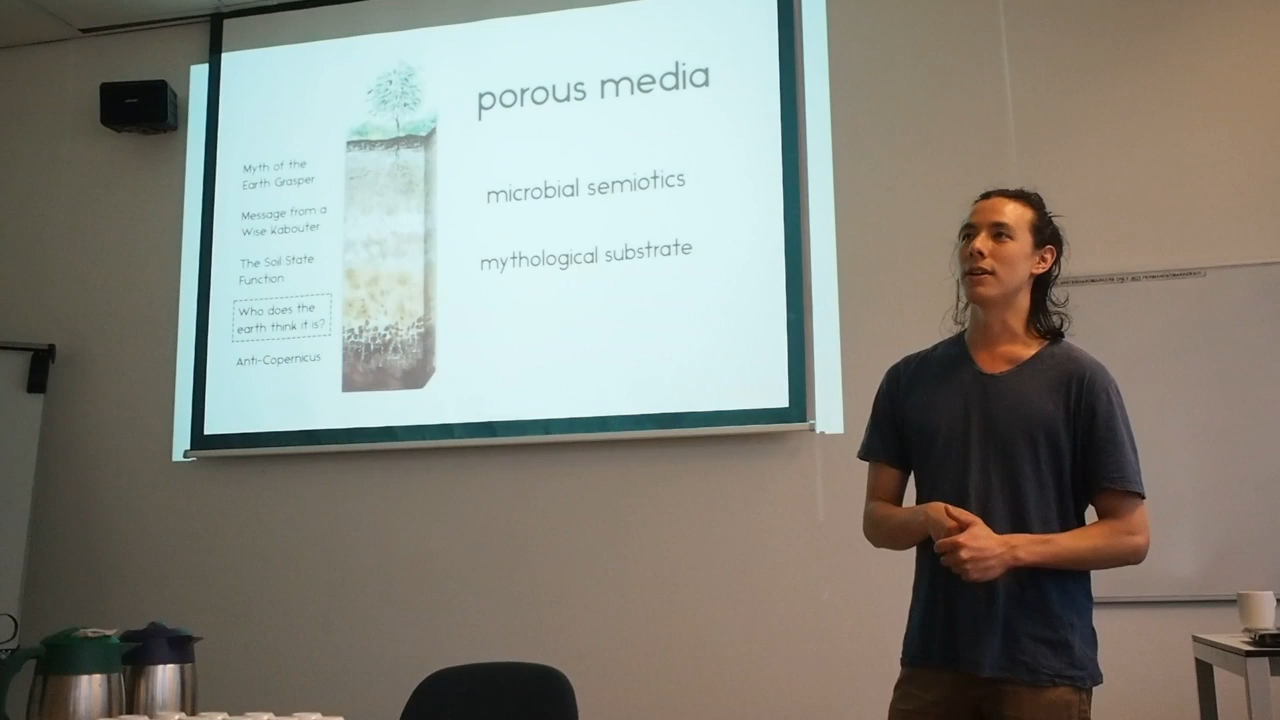 porous media
microbial semiotics
mythological substrate
Myth of the
Earth Grasper
Message from a
Wise Kabouter
The Soil State
Function
Who does the
earth think it is?
Anti-Copernicus